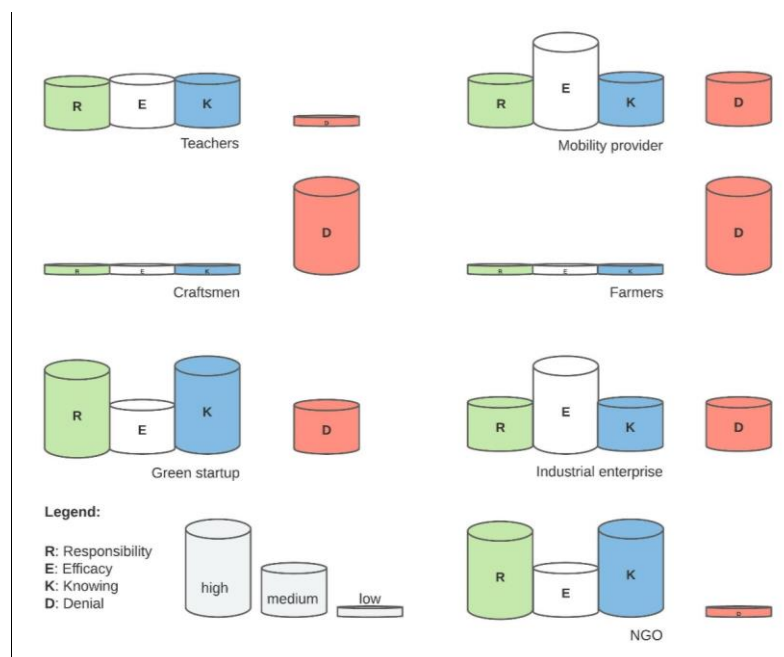 R E K D
Teachers
R E K D
Mobility provider
R E K D
Craftsmen
R E K D
Farmers
R E K D
Green startup
R E K D
Industrial enterprise
Legend:
R: Responsibility
E: Efficacy
K: Knowing
D: Denial
high medium low
R E K D
NGO